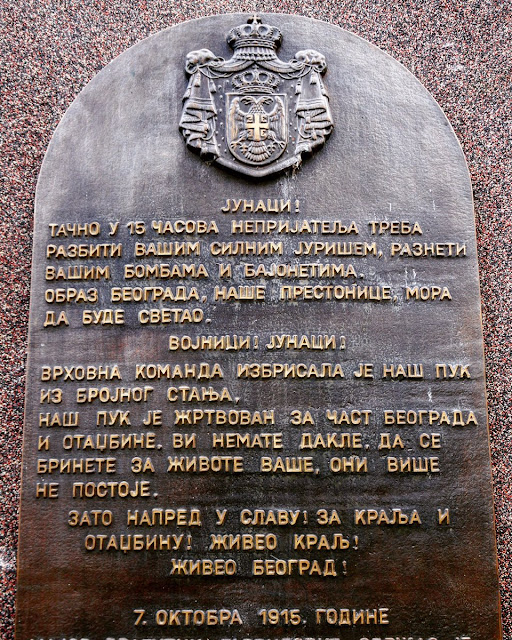 ЈУНАЦИ!
ТАЧНО У 15 ЧАСОВА НЕПРИЈАТЕЉА ТРЕБА
РАЗБИТИ ВАШИМ СИЛНИМ ЈУРИШЕМ, РАЗНЕТИ
ВАШИМ БОМБАМА И БАЈОНЕТИМА.
ОБРАЗ БЕОГРАДА, НАШЕ ПРЕСТОНИЦЕ, МОРА
ДА БУДЕ СВЕТАО.
ВОЈНИЦИ! ЈУНАЦИ!
ВРХОВНА КОМАНДА ИЗБРИСАЛА ЈЕ НАШ ПУК
ИЗ БРОЈНОГ СТАЊА.
НАШ ПУК ЈЕ ЖРТВОВАН ЗА ЧАСТ БЕОГРАДА
И ОТАЏБИНЕ. ВИ НЕМАТЕ ДАКЛЕ, ДА СЕ
БРИНЕТЕ ЗА ЖИВОТЕ ВАШЕ, ОНИ ВИШЕ
НЕ ПОСТОЈЕ.
ЗАТО НАПРЕД У СЛАВУ! ЗА КРАЉА И
ОТАЏБИНУ! ЖИВЕО КРАЉ!
ЖИВЕО БЕОГРАД!
7. ОКТОБРА 1915. ГОДИНЕ